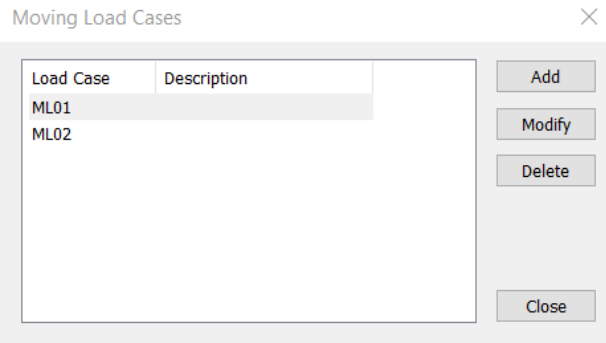 Moving Load Cases
Load Case Description
ML01
ML02
Add
Modify
Delete
Close